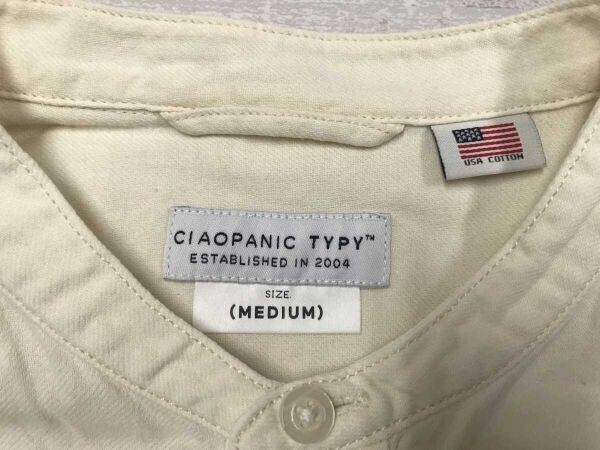 USA COTTON
CIAOPANIC TYPY™
ESTABLISHED IN 2004
SIZE.
(MEDIUM)